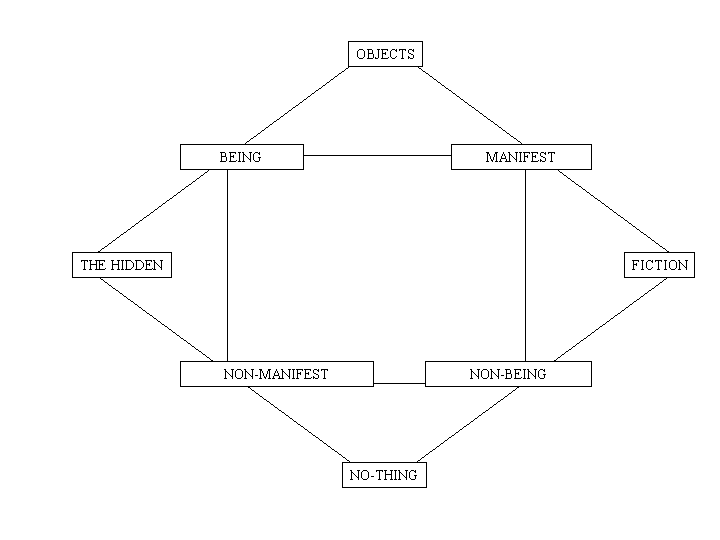 OBJECTS
BEING
MANIFEST
THE HIDDEN
FICTION
NON-MANIFEST
NON-BEING
NO-THING